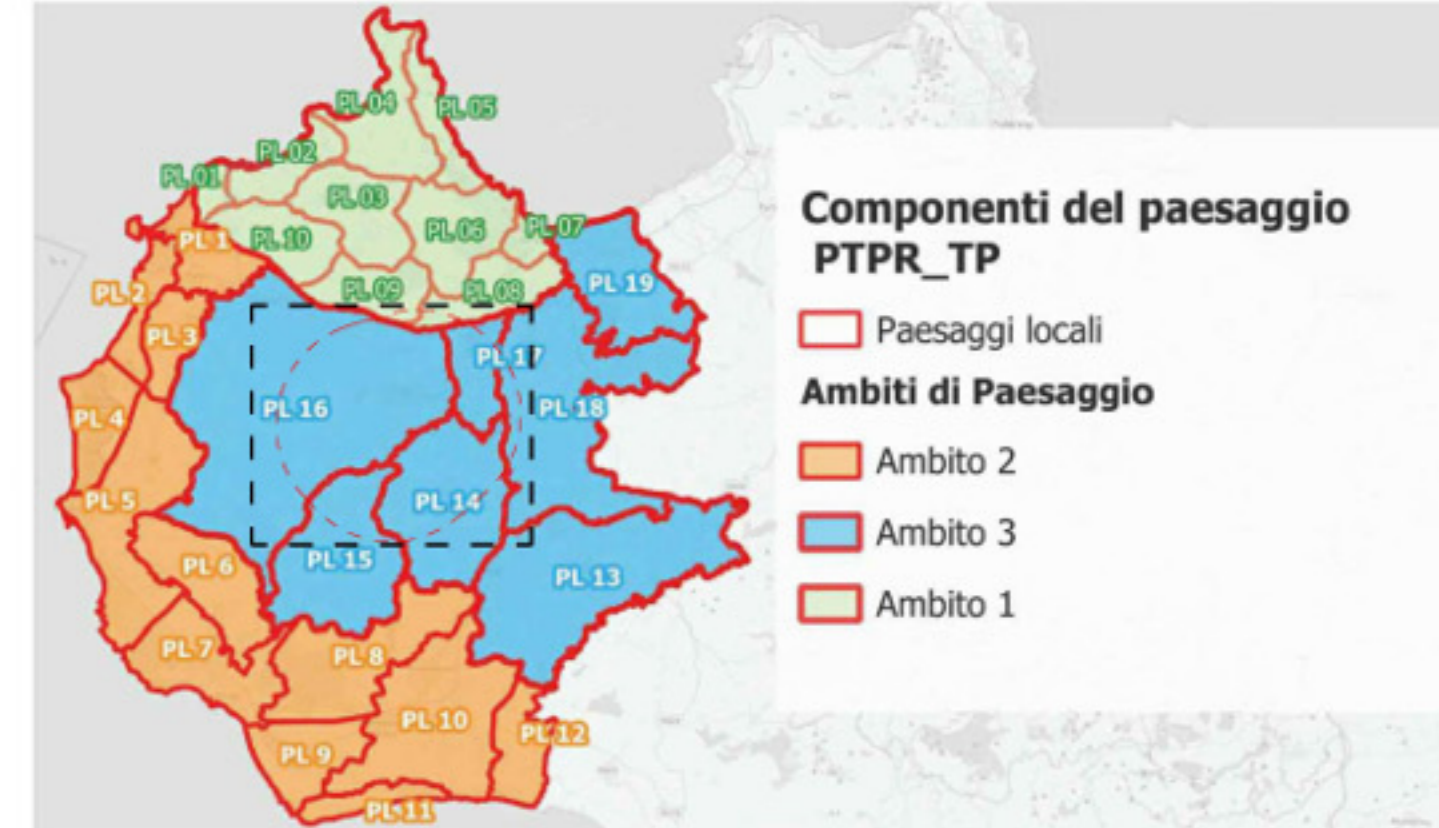 PL 04
PL 05
PL 02
PL 01
PL 03
PL 07
PL 06
PL 1
PL 10
PL 19
PL 2
PL 09
PL 08
PL 3
PL 17
PL 16
PL 18
PL 4
PL 5
PL 14
PL 15
PL 6
PL 13
PL 7
PL 8
PL 10
PL 12
PL 9
PL 11
Componenti del paesaggio
PTPR_TP
Paesaggi locali
Ambiti di Paesaggio
Ambito 2
Ambito 3
Ambito 1